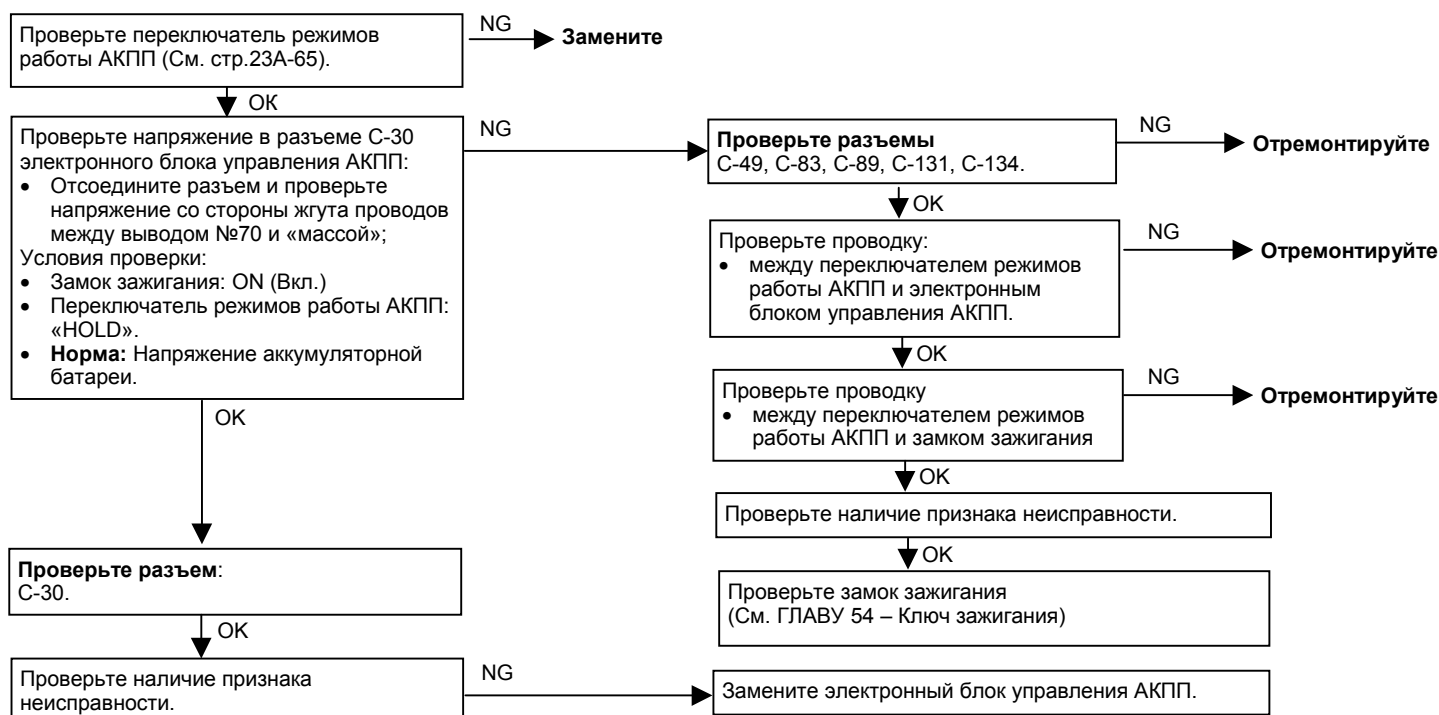 Проверьте переключатель режимов
работы АКПП (См. стр.23А-65).
NG
Замените
OK
Проверьте напряжение в разъеме С-30
электронного блока управления АКПП:
• Отсоедините разъем и проверьте
напряжение со стороны жгута проводов
между выводом №70 и «массой»;
Условия проверки:
• Замок зажигания: ON (Вкл.)
• Переключатель режимов работы АКПП:
«HOLD».
• Норма: Напряжение аккумуляторной
батареи.
NG
Проверьте разъемы
С-49, С-83, С-89, С-131, С-134.
NG
Отремонтируйте
OK
Проверьте проводку:
• между переключателем режимов
работы АКПП и электронным
блоком управления АКПП.
NG
Отремонтируйте
OK
Проверьте проводку
• между переключателем режимов
работы АКПП и замком зажигания
NG
Отремонтируйте
OK
Проверьте наличие признака неисправности.
OK
Проверьте замок зажигания
(См. ГЛАВУ 54 – Ключ зажигания)
OK
Проверьте разъем:
С-30.
OK
Проверьте наличие признака
неисправности.
NG
Замените электронный блок управления АКПП.